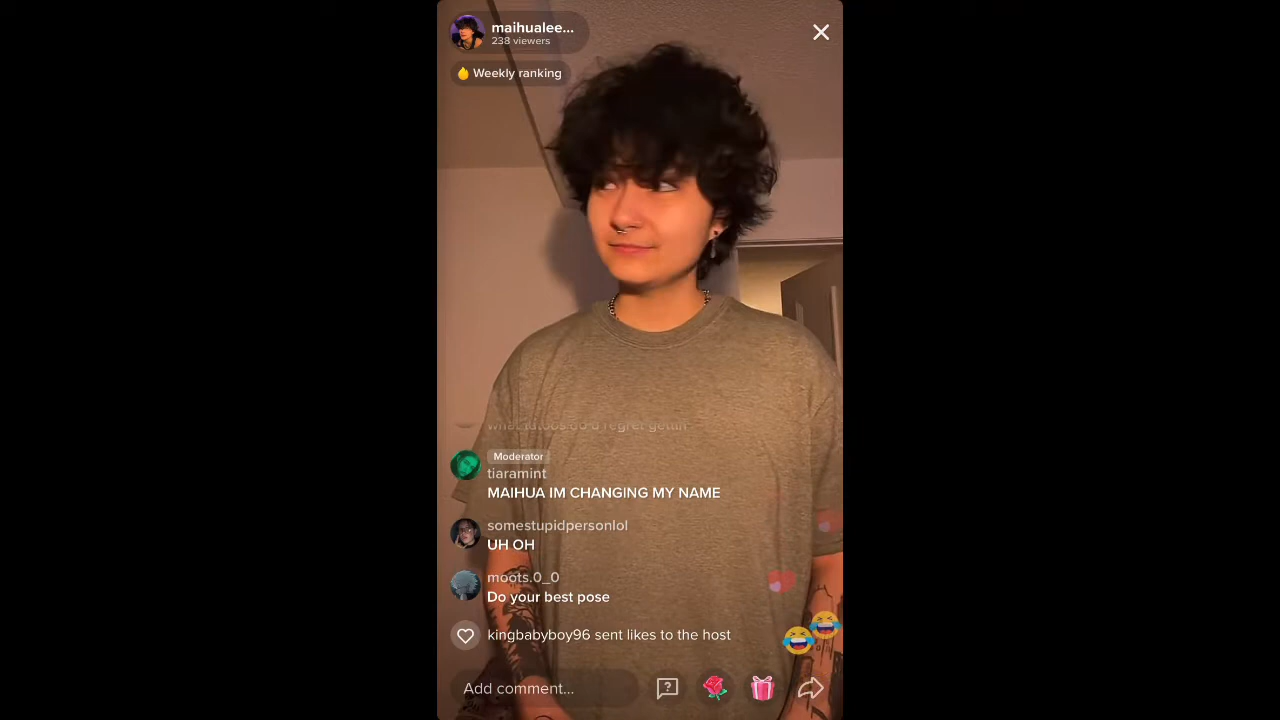 maihualee...
238 viewers
Weekly ranking
Moderator
tiaramint
MAIHUA IM CHANGING MY NAME
somestupidpersonlol
UH OH
moots.0_0
Do your best pose
kingbabyboy96 sent likes to the host
Add comment...
?